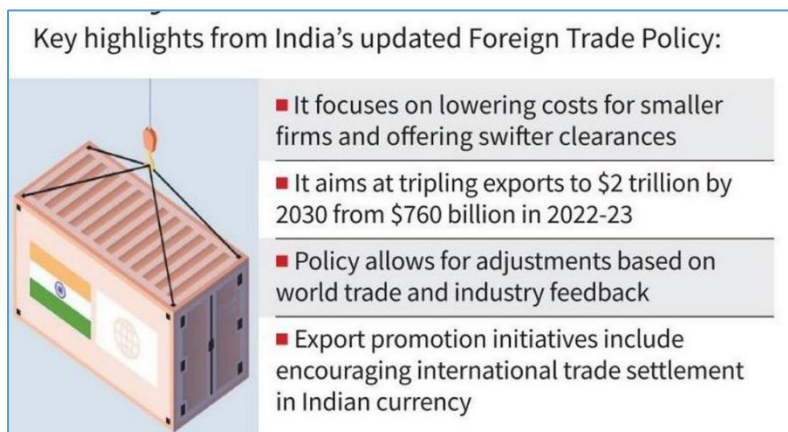 Key highlights from India’s updated Foreign Trade Policy:
■ It focuses on lowering costs for smaller
firms and offering swifter clearances
■ It aims at tripling exports to $2 trillion by
2030 from $760 billion in 2022-23
■ Policy allows for adjustments based on
world trade and industry feedback
■ Export promotion initiatives include
encouraging international trade settlement
in Indian currency